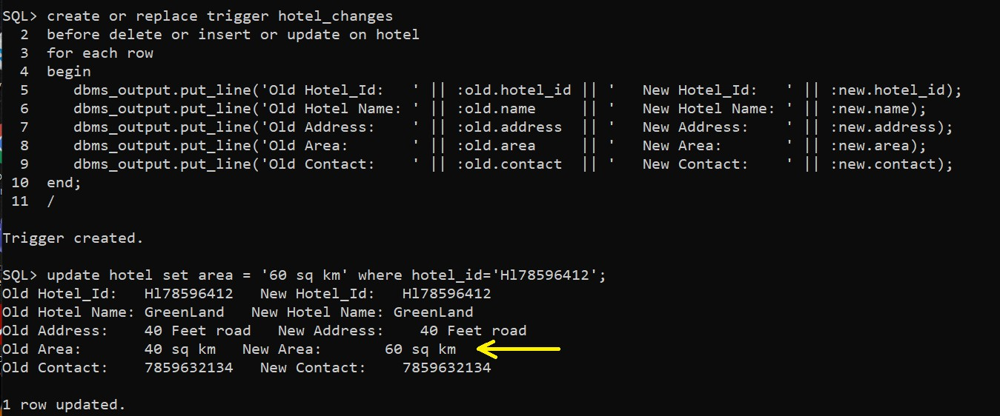 SQL> create or replace trigger hotel_changes
  2  before delete or insert or update on hotel
  3  for each row
  4  begin
  5     dbms_output.put_line('Old Hotel_Id:   ' || :old.hotel_id || '   New Hotel_Id:   ' || :new.hotel_id);
  6     dbms_output.put_line('Old Hotel Name: ' || :old.name     || '   New Hotel Name: ' || :new.name);
  7     dbms_output.put_line('Old Address:    ' || :old.address  || '   New Address:    ' || :new.address);
  8     dbms_output.put_line('Old Area:       ' || :old.area     || '   New Area:       ' || :new.area);
  9     dbms_output.put_line('Old Contact:    ' || :old.contact  || '   New Contact:    ' || :new.contact);
 10  end;
 11  /
Trigger created.
SQL> update hotel set area = '60 sq km' where hotel_id='Hl78596412';
Old Hotel_Id:   Hl78596412   New Hotel_Id:   Hl78596412
Old Hotel Name: GreenLand   New Hotel Name: GreenLand
Old Address:    40 Feet road   New Address:    40 Feet road
Old Area:       40 sq km   New Area:       60 sq km
Old Contact:    7859632134   New Contact:    7859632134
1 row updated.